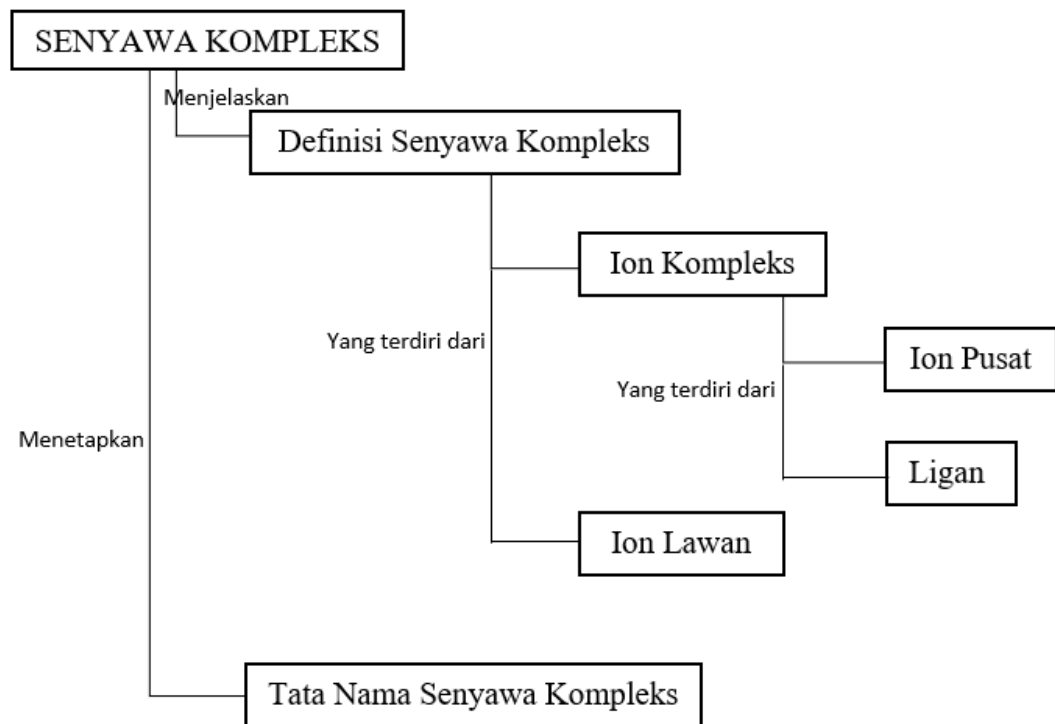 SENYAWA KOMPLEKS
Menjelaskan
Definisi Senyawa Kompleks
Ion Kompleks
Yang terdiri dari
Ion Pusat
Yang terdiri dari
Menetapkan
Ligan
Ion Lawan
Tata Nama Senyawa Kompleks